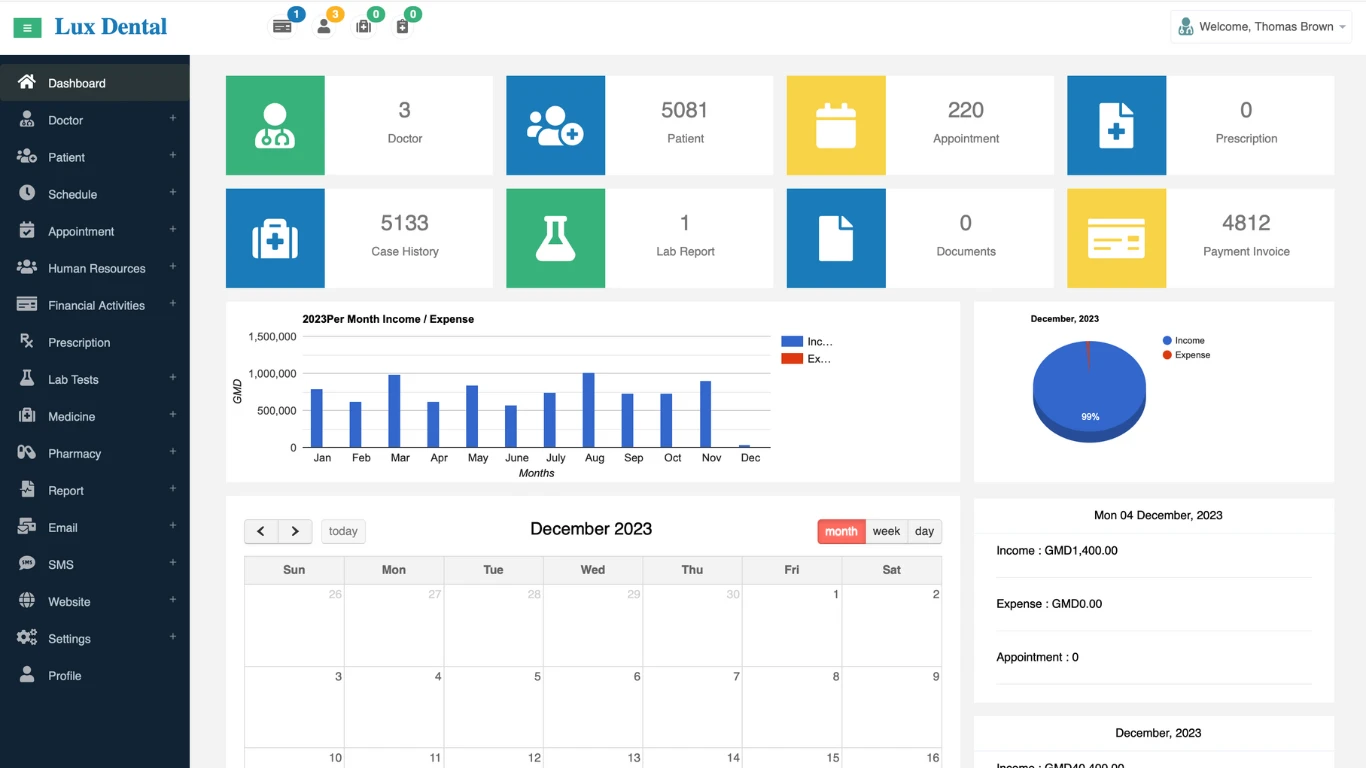 Lux Dental
1
3
0
0
Welcome, Thomas Brown
Dashboard
Doctor +
Patient +
Schedule +
Appointment +
Human Resources +
Financial Activities +
Prescription
Lab Tests +
Medicine +
Pharmacy +
Report +
Email +
SMS
SMS +
Website +
Settings +
Profile
3
Doctor
5081
Patient
220
Appointment
0
Prescription
5133
Case History
1
Lab Report
0
Documents
4812
Payment Invoice
2023Per Month Income / Expense
1,500,000
1,000,000
500,000
0
GMD
Jan Feb Mar Apr May June July Aug Sep Oct Nov Dec
Months
Inc...
Ex...
December, 2023
Income
Expense
99%
today
December 2023
month week day
Sun Mon Tue Wed Thu Fri Sat
26 27 28 29 30 1 2
3 4 5 6 7 8 9
10 11 12 13 14 15 16
Mon 04 December, 2023
Income : GMD1,400.00
Expense : GMD0.00
Appointment : 0
December, 2023
Income : GMD40,400.00